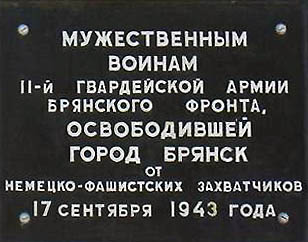 МУЖЕСТВЕННЫМ
ВОИНАМ
11-й ГВАРДЕЙСКОЙ АРМИИ
БРЯНСКОГО ФРОНТА,
ОСВОБОДИВШЕЙ
ГОРОД БРЯНСК
ОТ
НЕМЕЦКО-ФАШИСТСКИХ ЗАХВАТЧИКОВ
17 СЕНТЯБРЯ 1943 ГОДА